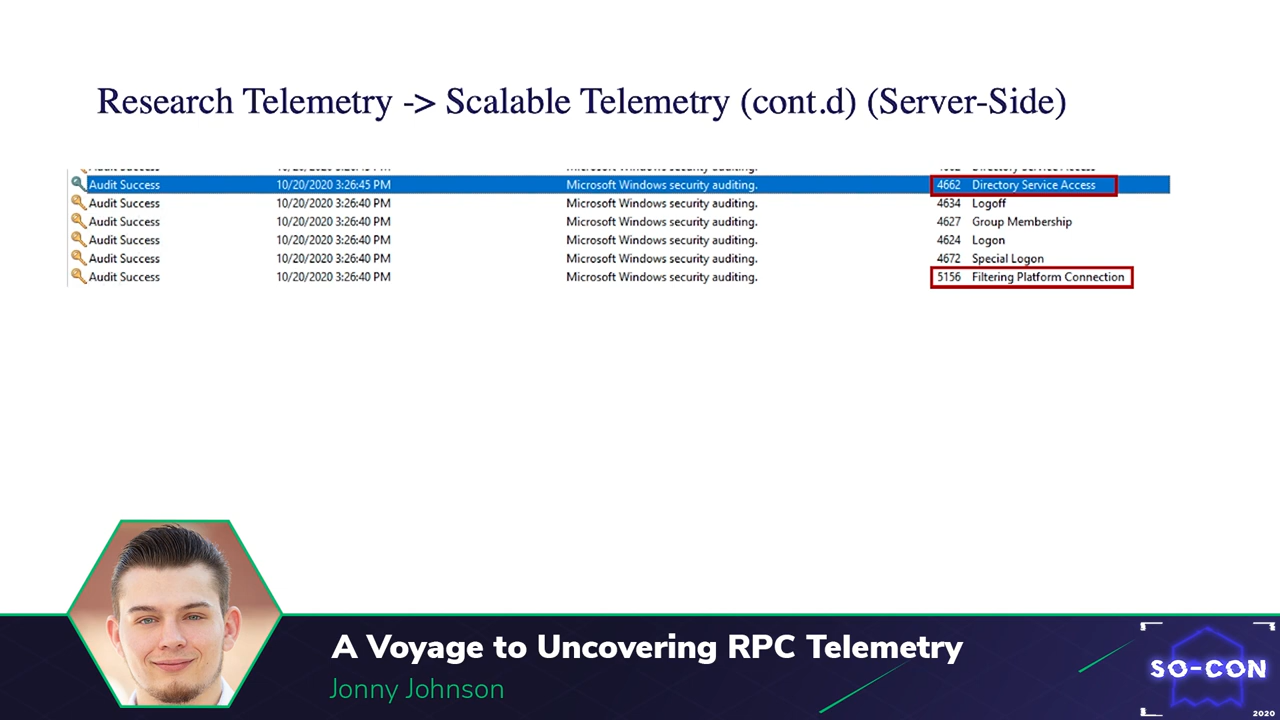 Research Telemetry -> Scalable Telemetry (cont.d) (Server-Side)
Audit Success 10/20/2020 3:26:45 PM Microsoft Windows security auditing. 4662 Directory Service Access
Audit Success 10/20/2020 3:26:40 PM Microsoft Windows security auditing. 4634 Logoff
Audit Success 10/20/2020 3:26:40 PM Microsoft Windows security auditing. 4627 Group Membership
Audit Success 10/20/2020 3:26:40 PM Microsoft Windows security auditing. 4624 Logon
Audit Success 10/20/2020 3:26:40 PM Microsoft Windows security auditing. 4672 Special Logon
Audit Success 10/20/2020 3:26:40 PM Microsoft Windows security auditing. 5156 Filtering Platform Connection
A Voyage to Uncovering RPC Telemetry
Jonny Johnson
SO-CON
2020